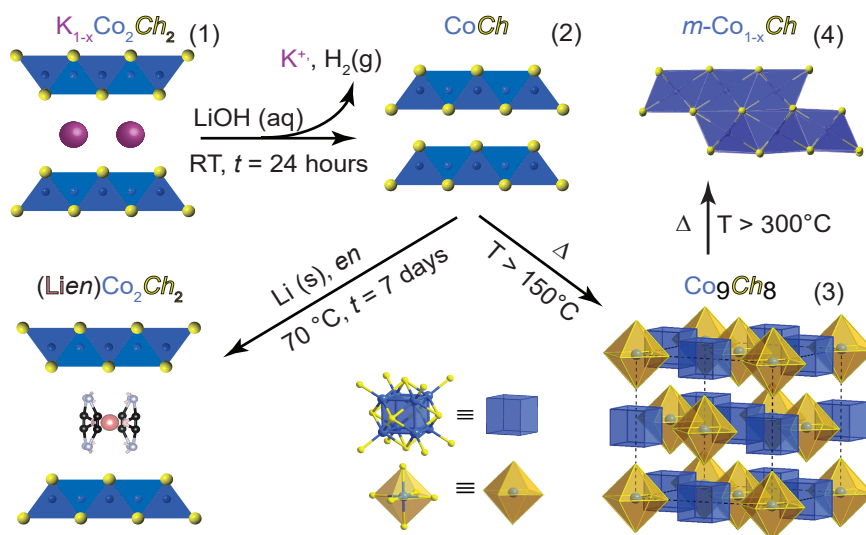 K₁₋ₓCo₂Ch₂ (1)
K⁺·, H₂(g)
LiOH (aq)
RT, t = 24 hours
CoCh (2)
m-Co₁₋ₓCh (4)
Δ T > 300°C
Li (s), en
70 °C, t = 7 days
Δ
T > 150°C
(Lien)Co₂Ch₂
Co9Ch8 (3)
≡
≡